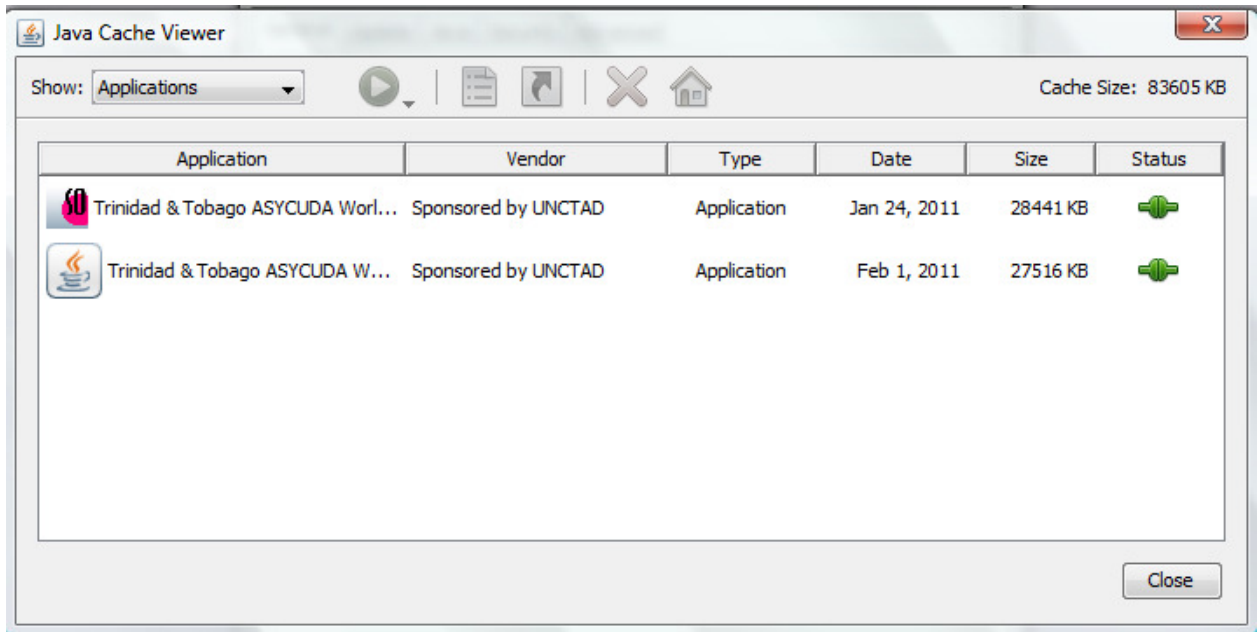 Java Cache Viewer
Show: Applications Cache Size: 83605 KB
Application Vendor Type Date Size Status
Trinidad & Tobago ASYCUDA Worl... Sponsored by UNCTAD Application Jan 24, 2011 28441 KB
Trinidad & Tobago ASYCUDA W... Sponsored by UNCTAD Application Feb 1, 2011 27516 KB
Close